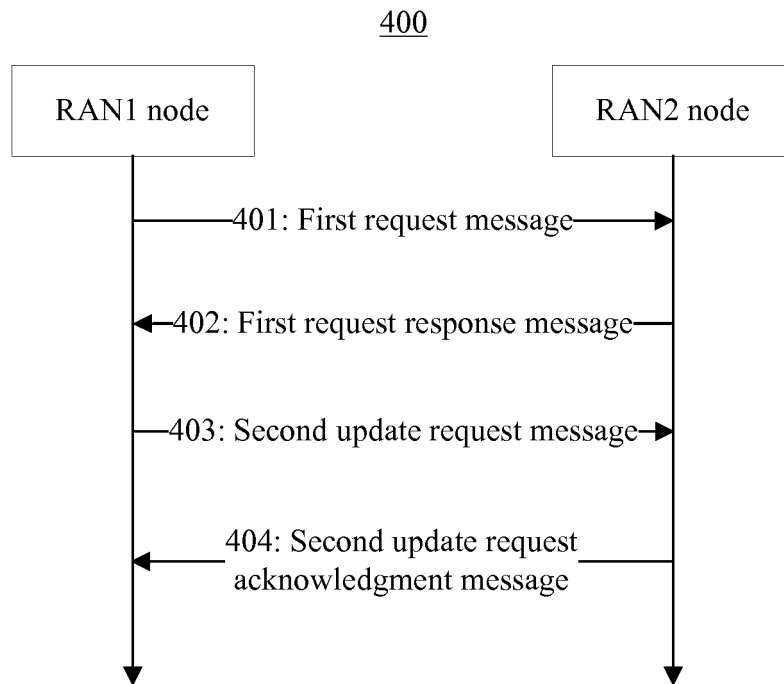 400
RAN1 node
RAN2 node
401: First request message
402: First request response message
403: Second update request message
404: Second update request
acknowledgment message